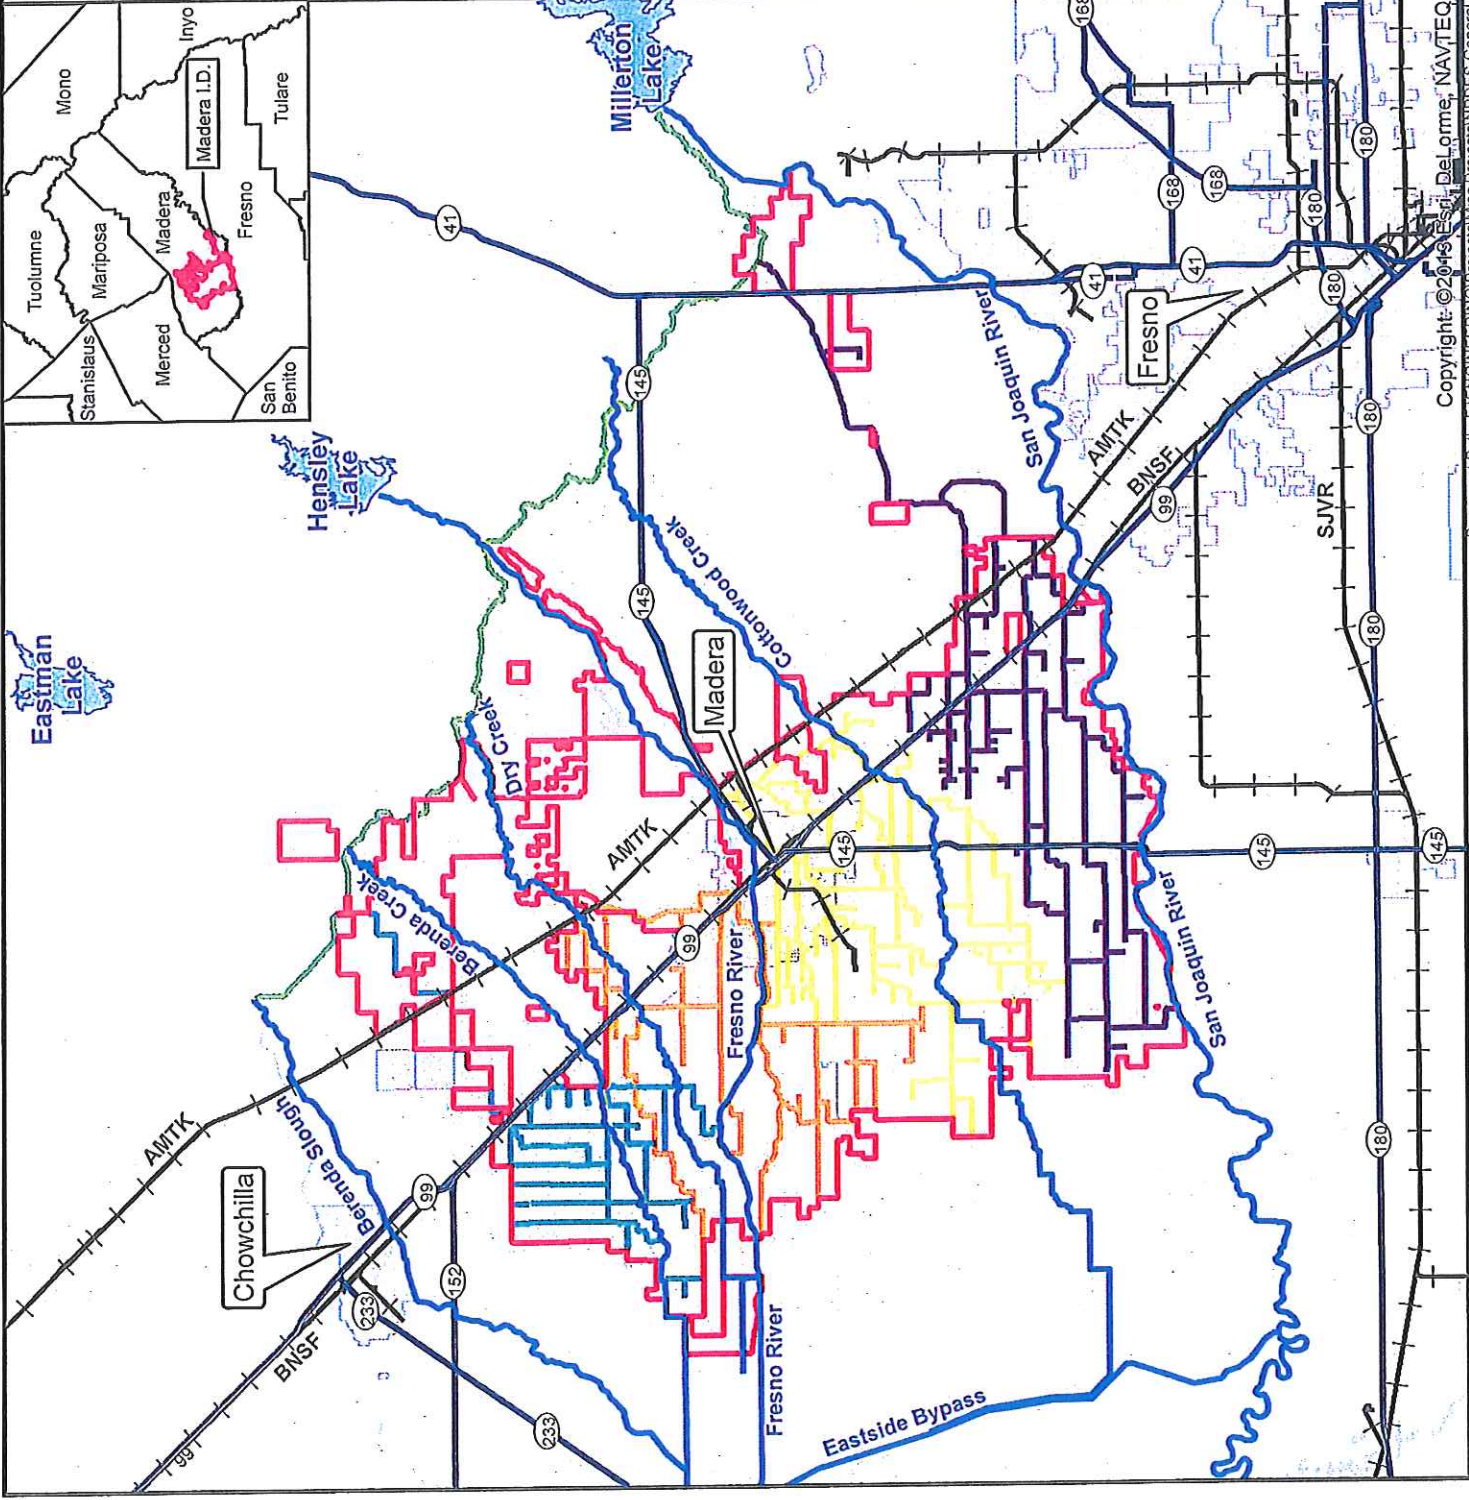 Mono
Inyo
Tuolumne
Madera I.D.
Mariposa
Madera
Tulare
Stanislaus
Merced
Fresno
San
Benito
Millerton
Lake
Hensley
Lake
Eastman
Lake
41
168
145
168
168
180
180
41
41
180
San Joaquin River
Fresno
AMTK
BNSF
99
180
SJVR
Cottonwood Creek
145
Madera
Dry Creek
180
AMTK
Berenda Creek
145
145
145
99
Fresno River
San Joaquin River
AMTK
Berenda Slough
Chowchilla
99
152
233
BNSF
180
Fresno River
Eastside Bypass
233
99
Copyright: ©2013 Esri, DeLorme, NAVTEQ